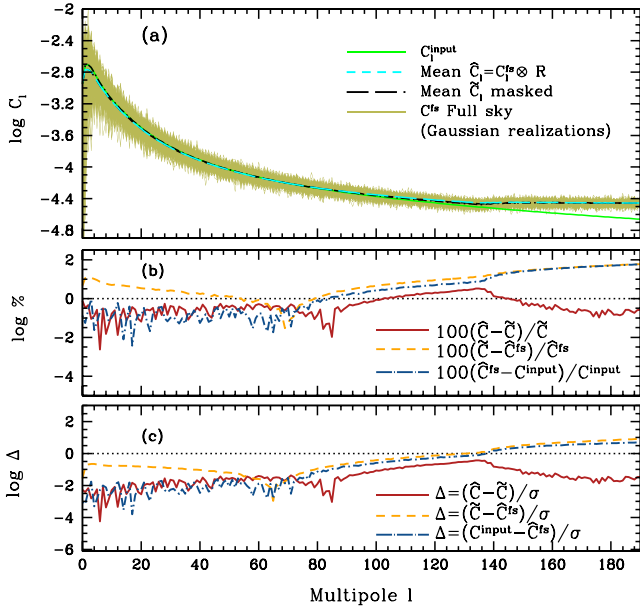 (a)
C_l^input
Mean Ĉ_l=C_l^fs⊗ R
Mean C̃_l masked
C^fs Full sky
(Gaussian realizations)
log C_l
-2
-2.4
-2.8
-3.2
-3.6
-4
-4.4
-4.8
(b)
log %
2
0
-2
-4
100(Ĉ-C̃)/C̃
100(C̃-Ĉ^fs)/Ĉ^fs
100(Ĉ^fs-C^input)/C^input
(c)
log Δ
2
0
-2
-4
-6
Δ=(Ĉ-C̃)/σ
Δ=(C̃-Ĉ^fs)/σ
Δ=(C^input-Ĉ^fs)/σ
0 20 40 60 80 100 120 140 160 180
Multipole l